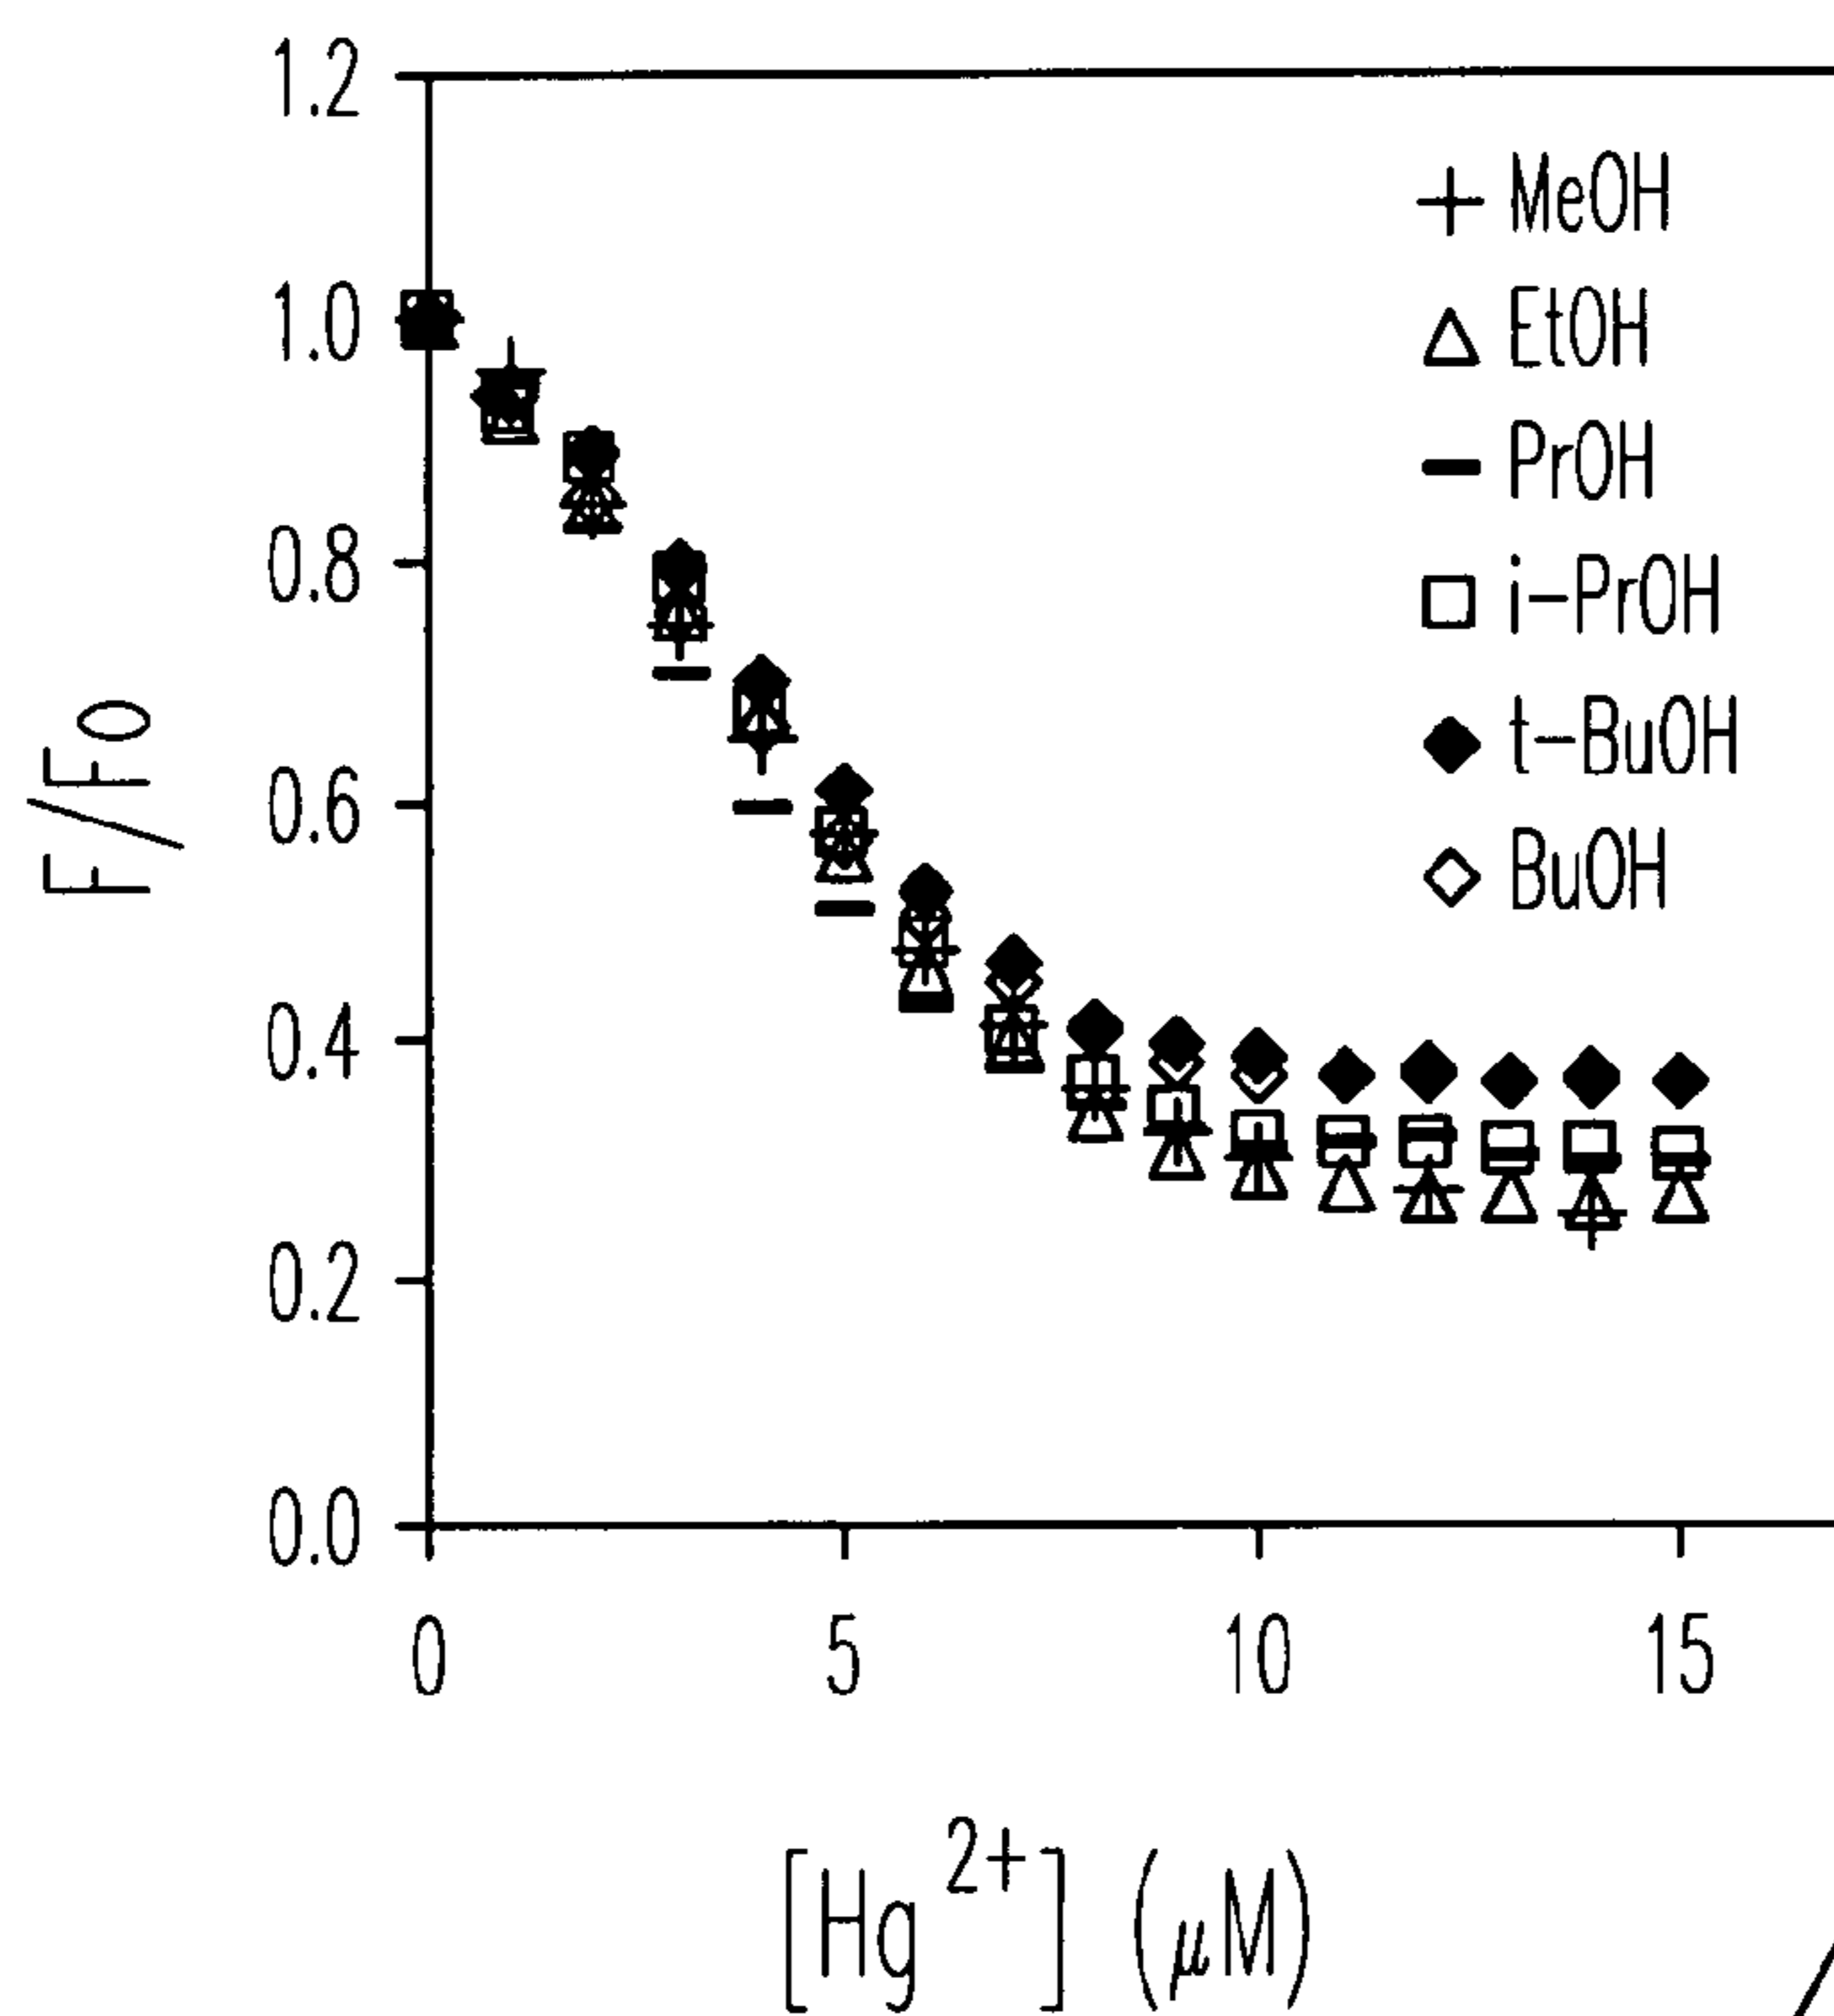 1.2
1.0
0.8
0.6
0.4
0.2
0.0
F/Fo
MeOH
EtOH
PrOH
i-PrOH
t-BuOH
BuOH
0 5 10 15
[Hg2+] (μM)